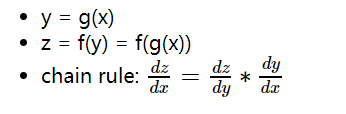 • y = g(x)
• z = f(y) = f(g(x))
• chain rule: dz/dx = dz/dy * dy/dx